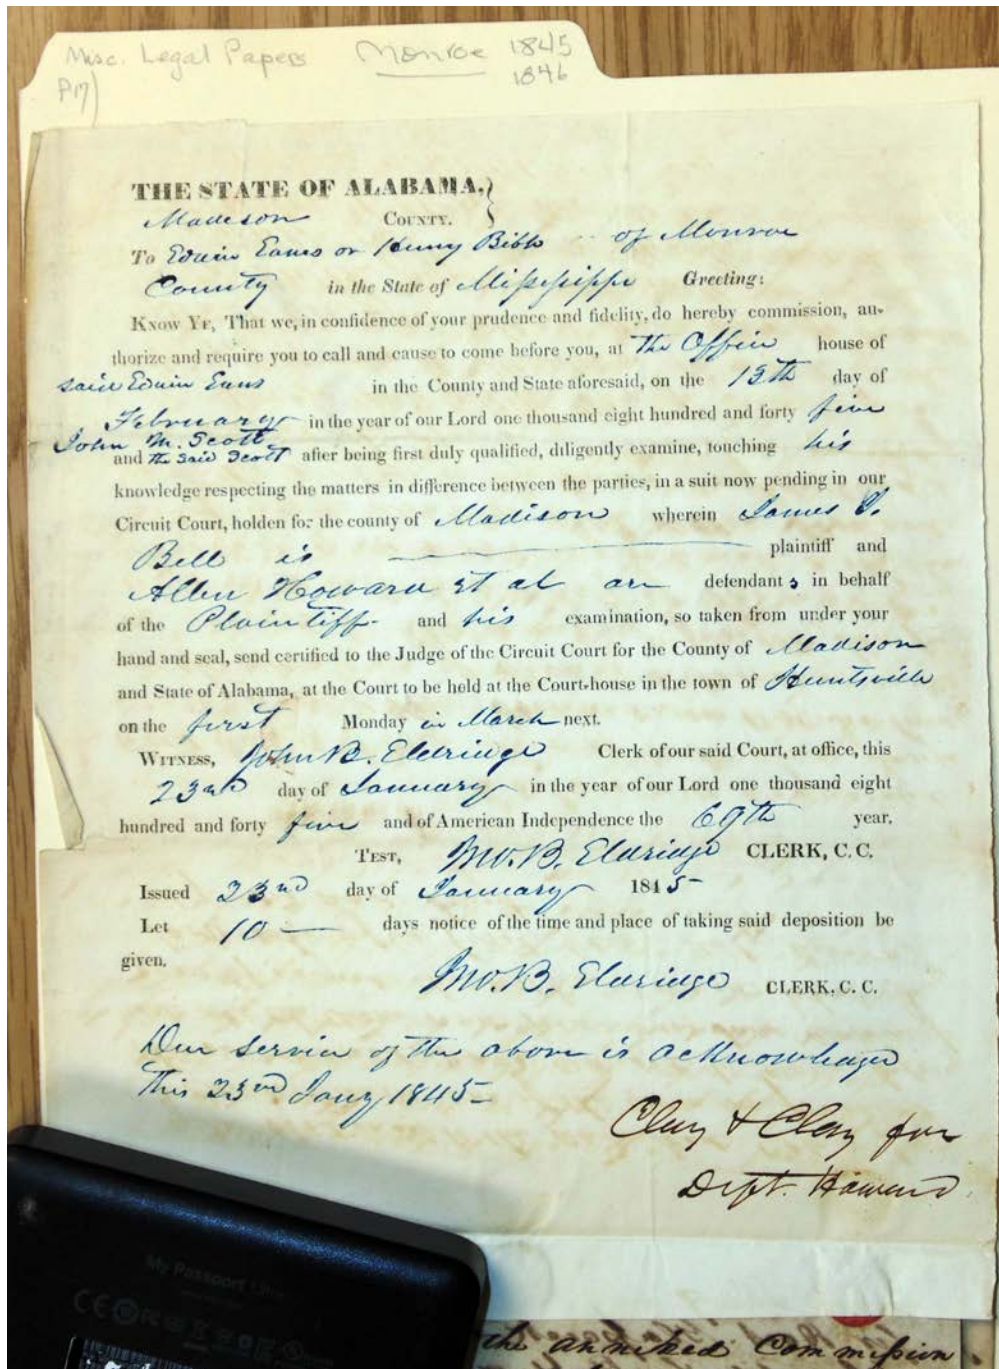 Misc. Legal Papers Monroe 1845
P17) 1846
THE STATE OF ALABAMA, }
Madison COUNTY. }
To Edwin Eanes or Henry Bibb of Monroe
County in the State of Mississippi Greeting:
KNOW YE, That we, in confidence of your prudence and fidelity, do hereby commission, au-
thorize and require you to call and cause to come before you, at the Office house of
said Edwin Eans in the County and State aforesaid, on the 13th day of
February in the year of our Lord one thousand eight hundred and forty five
John M. Scott
and the said Scott after being first duly qualified, diligently examine, touching his
knowledge respecting the matters in difference between the parties, in a suit now pending in our
Circuit Court, holden for the county of Madison wherein James
Bell is plaintiff and
Allen Howard et al are defendants in behalf
of the Plaintiff and his examination, so taken from under your
hand and seal, send certified to the Judge of the Circuit Court for the County of Madison
and State of Alabama, at the Court to be held at the Court-house in the town of Huntsville
on the first Monday in March next.
WITNESS, John B. Eldridge Clerk of our said Court, at office, this
23rd day of January in the year of our Lord one thousand eight
hundred and forty five and of American Independence the 69th year.
TEST, Jno. B. Eldridge CLERK, C. C.
Issued 23rd day of January 1845
Let 10 — days notice of the time and place of taking said deposition be
given.
Jno. B. Eldridge CLERK, C. C.
Due service of the above is acknowledged
this 23rd Jany 1845-
Clay & Clay for
Deft. Howard
My Passport
CE
the annexed Commission